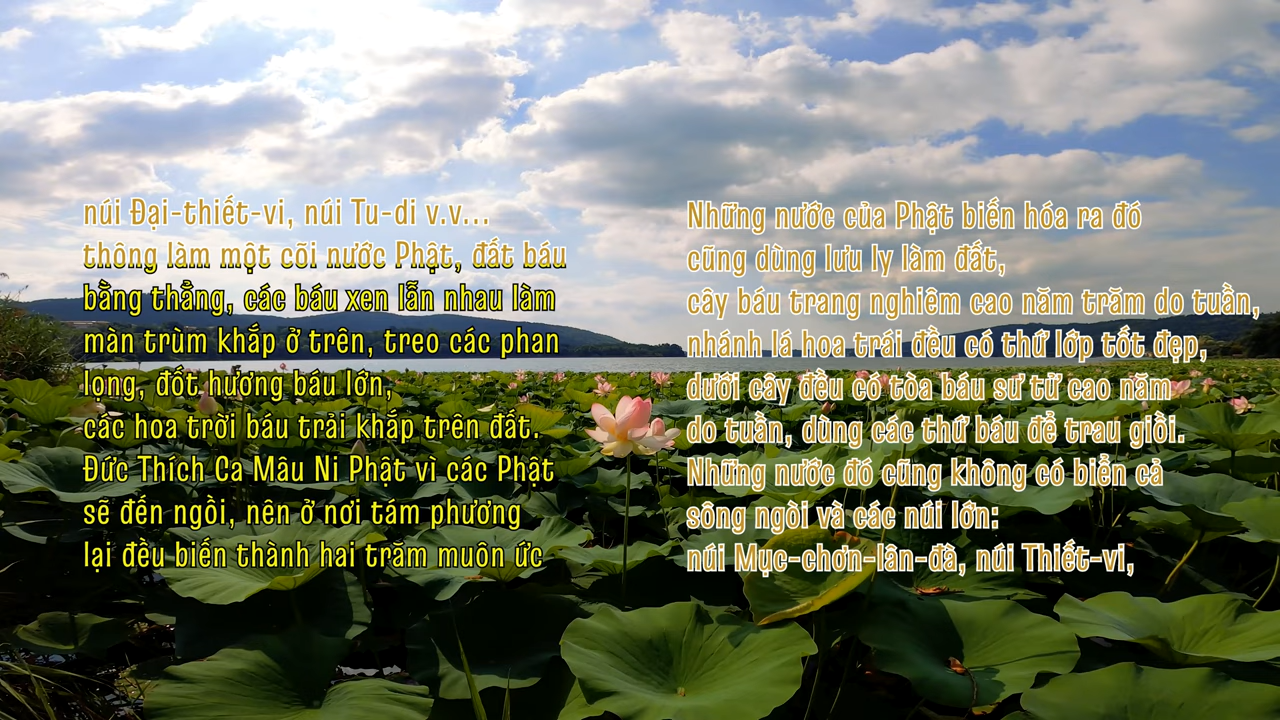 núi Đại-thiết-vi, núi Tu-di v.v...
thông làm một cõi nước Phật, đất báu
bằng thẳng, các báu xen lẫn nhau làm
màn trùm khắp ở trên, treo các phan
lọng, đốt hương báu lớn,
các hoa trời báu trải khắp trên đất.
Đức Thích Ca Mâu Ni Phật vì các Phật
sẽ đến ngồi, nên ở nơi tám phương
lại đều biến thành hai trăm muôn ức
Những nước của Phật biến hóa ra đó
cũng dùng lưu ly làm đất,
cây báu trang nghiêm cao năm trăm do tuần,
nhánh lá hoa trái đều có thứ lớp tốt đẹp,
dưới cây đều có tòa báu sư tử cao năm
do tuần, dùng các thứ báu để trau giồi.
Những nước đó cũng không có biển cả
sông ngòi và các núi lớn:
núi Mục-chơn-lân-đà, núi Thiết-vi,